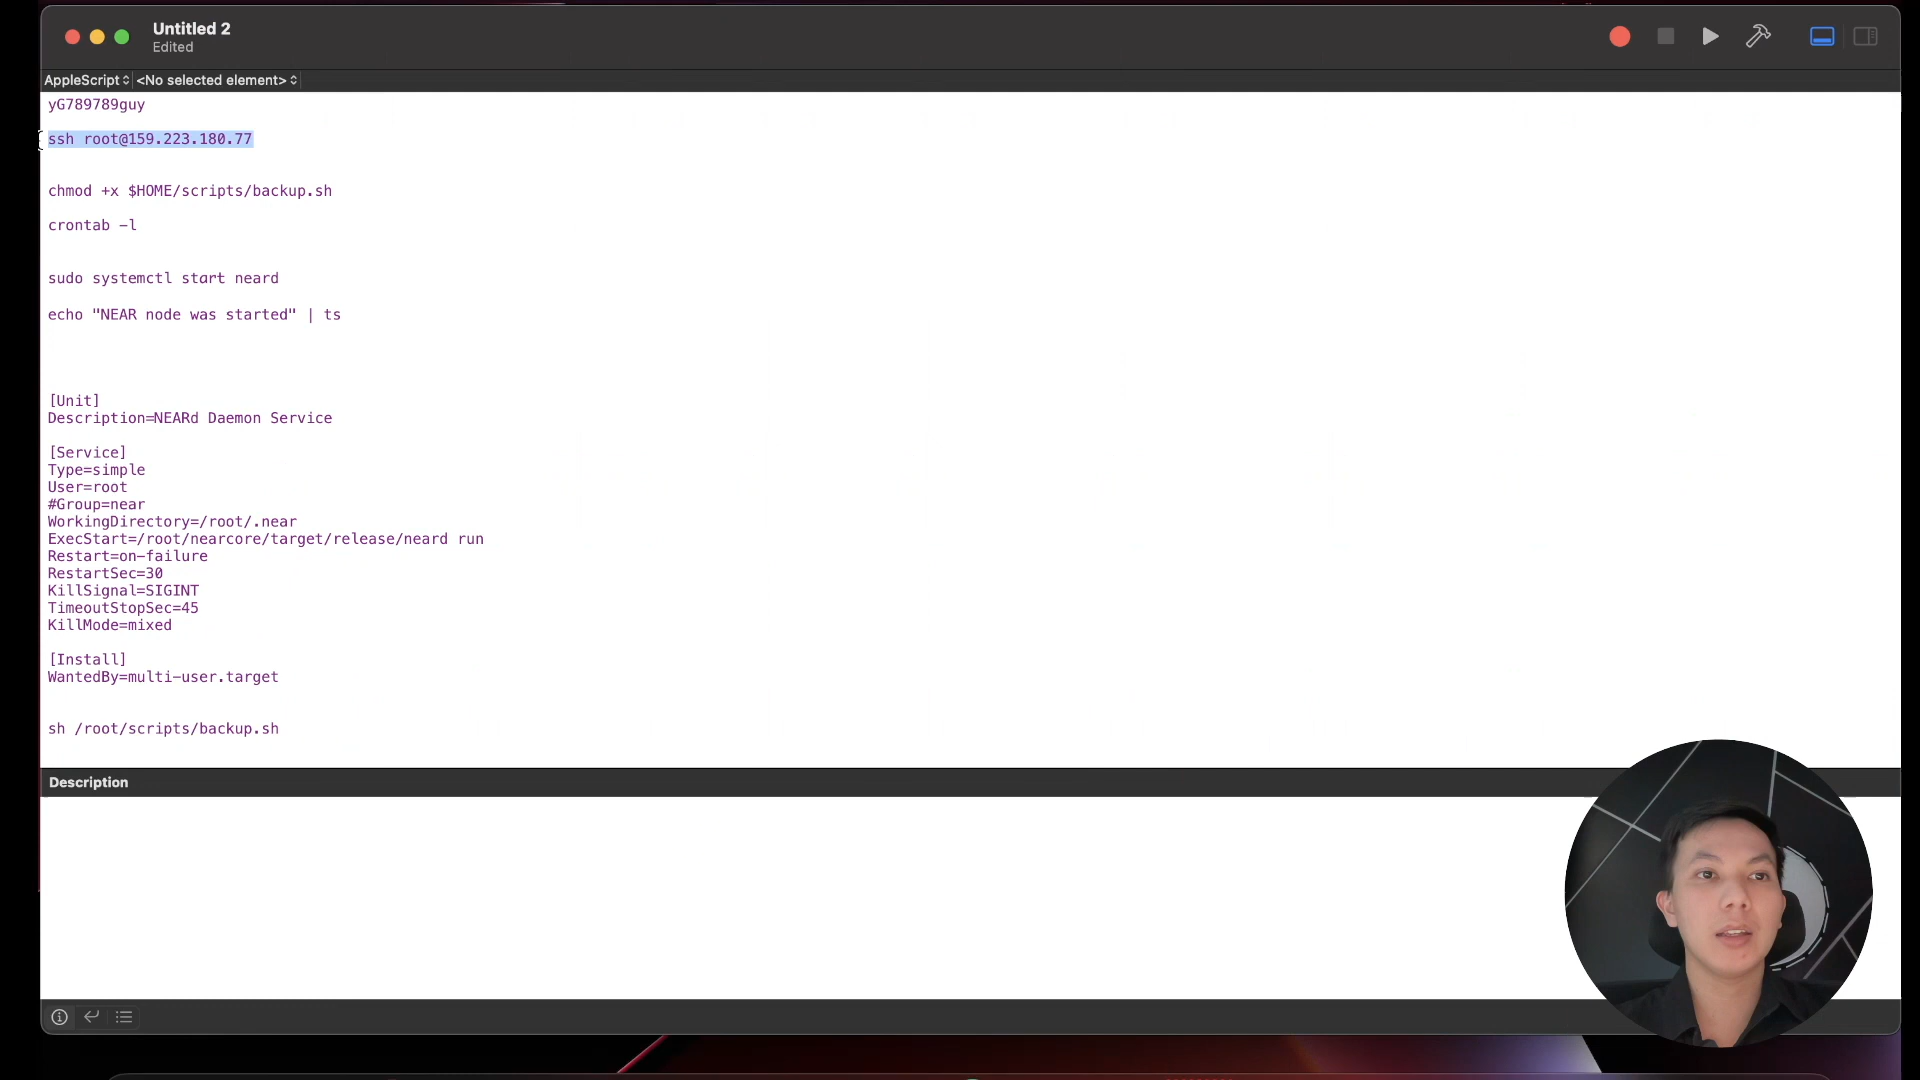 Untitled 2
Edited
AppleScript <No selected element>
yG789789guy
ssh root@159.223.180.77
chmod +x $HOME/scripts/backup.sh
crontab -l
sudo systemctl start neard
echo "NEAR node was started" | ts
[Unit]
Description=NEARd Daemon Service
[Service]
Type=simple
User=root
#Group=near
WorkingDirectory=/root/.near
ExecStart=/root/nearcore/target/release/neard run
Restart=on-failure
RestartSec=30
KillSignal=SIGINT
TimeoutStopSec=45
KillMode=mixed
[Install]
WantedBy=multi-user.target
sh /root/scripts/backup.sh
Description